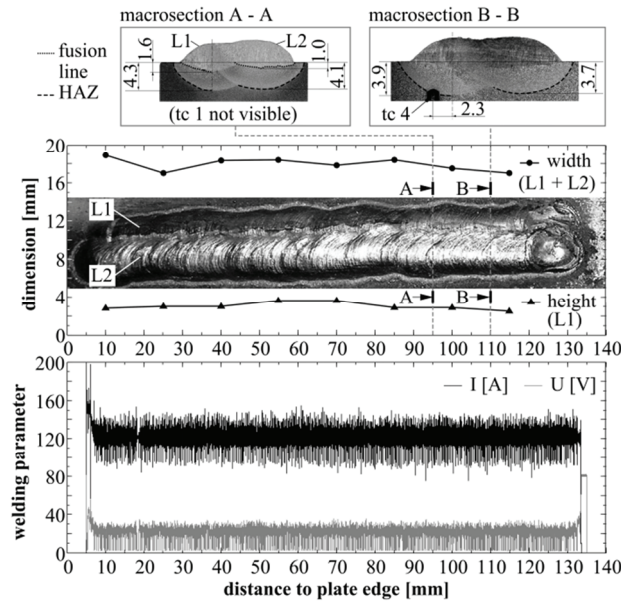 macrosection A - A
macrosection B - B
fusion
line
HAZ
L1
L2
1.6
4.3
1.0
4.1
(tc 1 not visible)
3.9
3.7
tc 4
2.3
dimension [mm]
20
16
12
8
4
0
width
(L1 + L2)
A
B
L1
L2
A
B
height
(L1)
0 10 20 30 40 50 60 70 80 90 100 110 120 130 140
welding parameter
200
160
120
80
40
0
I [A] U [V]
0 10 20 30 40 50 60 70 80 90 100 110 120 130 140
distance to plate edge [mm]